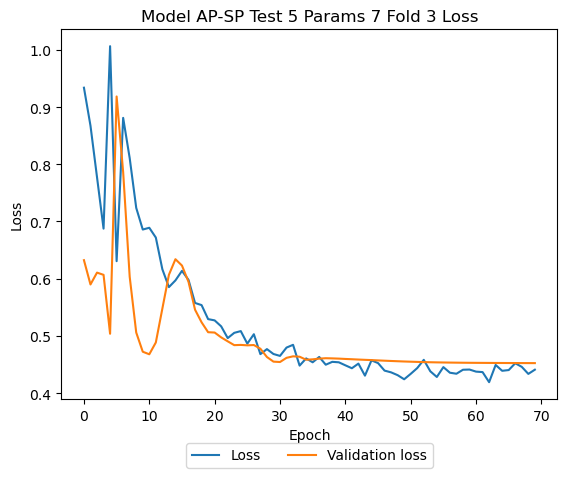 Model AP-SP Test 5 Params 7 Fold 3 Loss
1.0
0.9
0.8
0.7
0.6
0.5
0.4
Loss
0 10 20 30 40 50 60 70
Epoch
Loss Validation loss